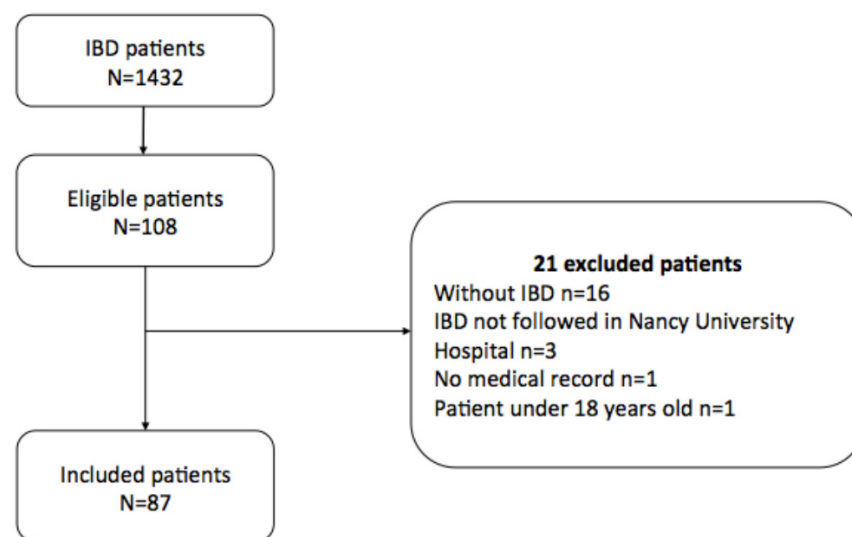 IBD patients
N=1432
Eligible patients
N=108
21 excluded patients
Without IBD n=16
IBD not followed in Nancy University
Hospital n=3
No medical record n=1
Patient under 18 years old n=1
Included patients
N=87